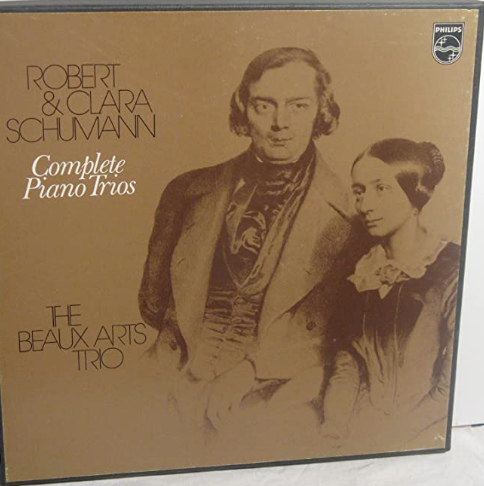 PHILIPS
ROBERT
& CLARA
SCHUMANN
Complete
Piano Trios
THE
BEAUX ARTS
TRIO